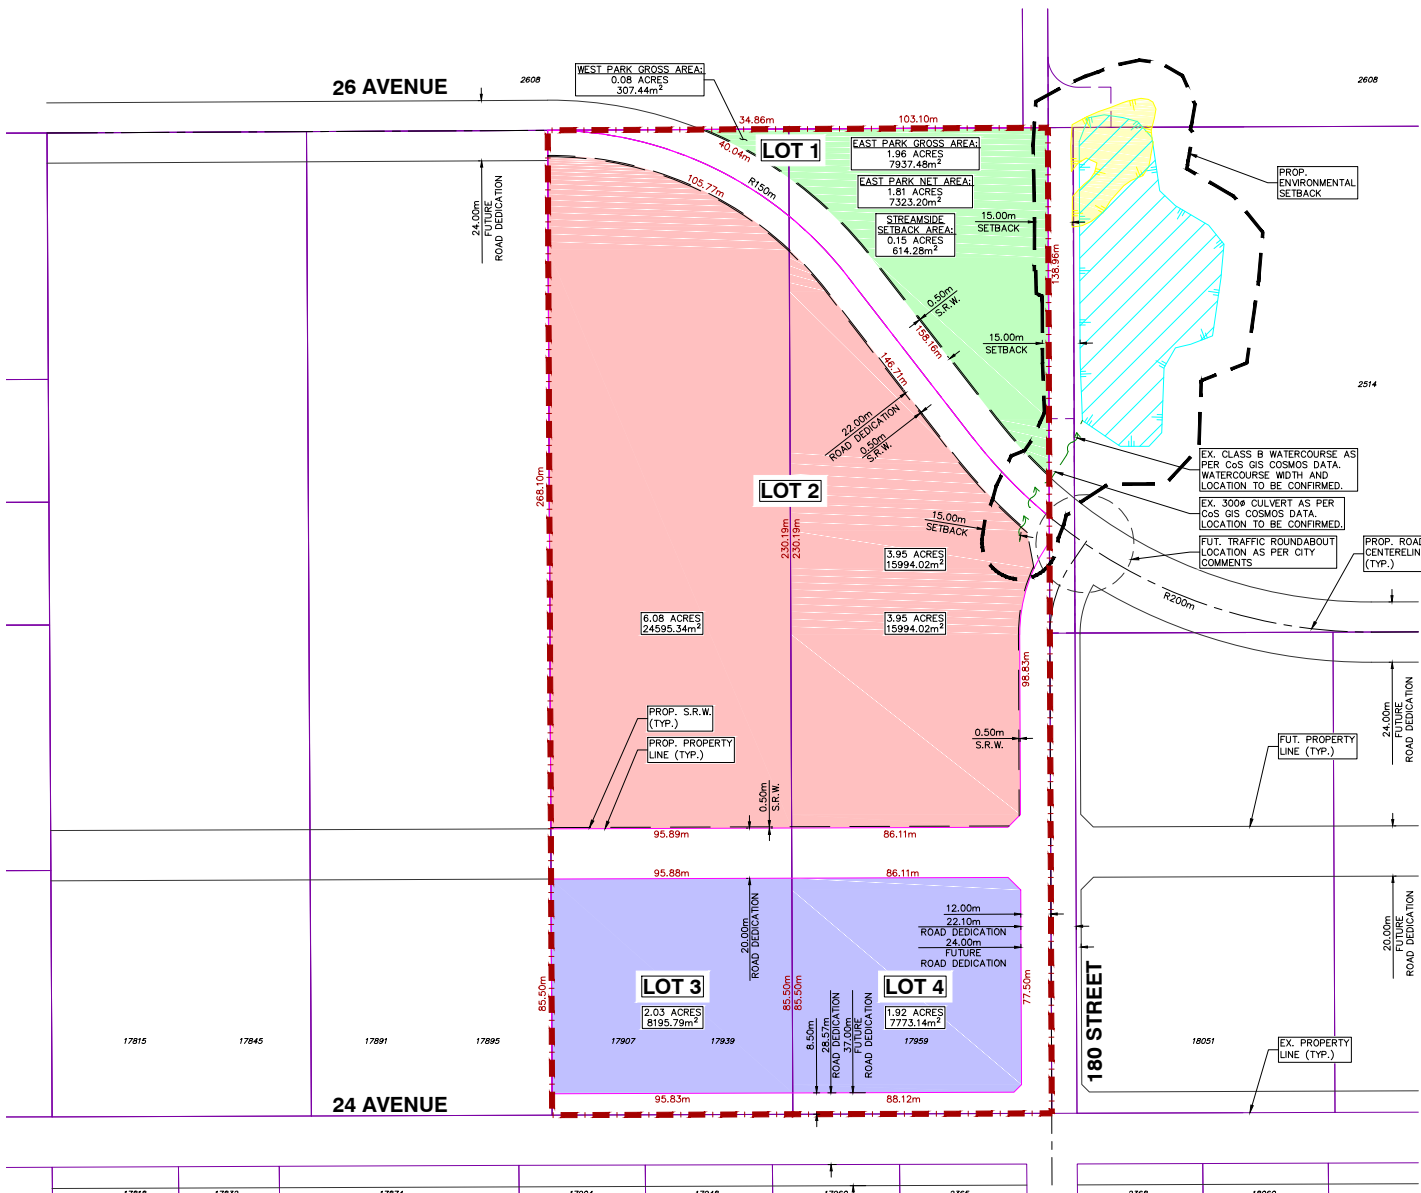 26 AVENUE
2608
WEST PARK GROSS AREA:
0.08 ACRES
307.44m²
2608
34.86m
103.10m
40.04m
LOT 1
EAST PARK GROSS AREA:
1.96 ACRES
7937.48m²
EAST PARK NET AREA:
1.81 ACRES
7323.20m²
STREAMSIDE
SETBACK AREA:
0.15 ACRES
614.28m²
15.00m
SETBACK
PROP.
ENVIRONMENTAL
SETBACK
105.77m
R150m
24.00m
FUTURE
ROAD DEDICATION
138.96m
0.50m
S.R.W.
158.16m
15.00m
SETBACK
146.71m
22.00m
ROAD DEDICATION
0.50m
S.R.W.
2514
268.10m
LOT 2
EX. CLASS B WATERCOURSE AS
PER CoS GIS COSMOS DATA.
WATERCOURSE WIDTH AND
LOCATION TO BE CONFIRMED.
EX. 300ø CULVERT AS PER
CoS GIS COSMOS DATA.
LOCATION TO BE CONFIRMED.
15.00m
SETBACK
230.19m
230.19m
FUT. TRAFFIC ROUNDABOUT
LOCATION AS PER CITY
COMMENTS
PROP. ROAD
CENTERELIN
(TYP.)
3.95 ACRES
15994.02m²
R200m
6.08 ACRES
24595.34m²
3.95 ACRES
15994.02m²
98.83m
PROP. S.R.W.
(TYP.)
PROP. PROPERTY
LINE (TYP.)
0.50m
S.R.W.
24.00m
FUTURE
ROAD DEDICATION
FUT. PROPERTY
LINE (TYP.)
0.50m
S.R.W.
95.89m
86.11m
95.88m
86.11m
20.00m
ROAD DEDICATION
12.00m
22.10m
ROAD DEDICATION
24.00m
FUTURE
ROAD DEDICATION
20.00m
FUTURE
ROAD DEDICATION
85.50m
LOT 3
2.03 ACRES
8195.79m²
85.50m
85.50m
LOT 4
1.92 ACRES
7773.14m²
77.50m
180 STREET
8.50m
28.57m
ROAD DEDICATION
37.00m
FUTURE
ROAD DEDICATION
17815
17845
17891
17895
17907
17939
17959
18051
EX. PROPERTY
LINE (TYP.)
24 AVENUE
95.83m
88.12m